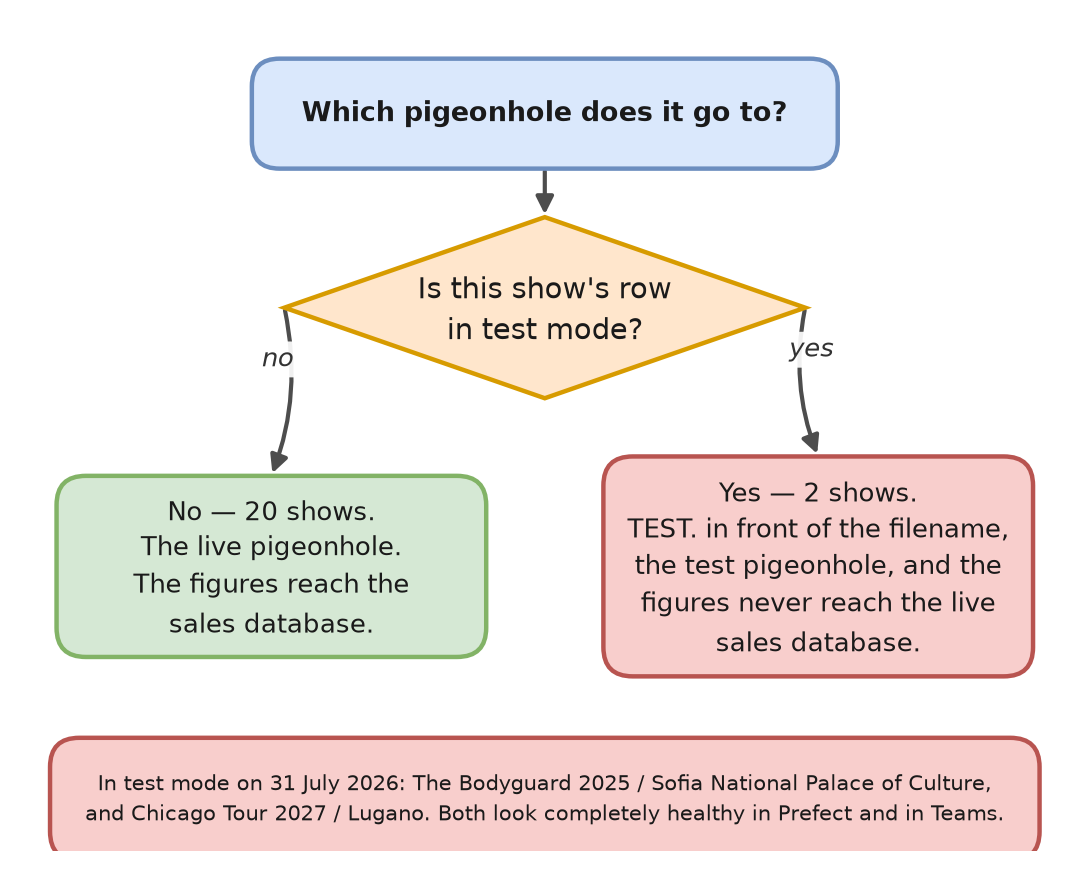 Which pigeonhole does it go to?
Is this show's row
in test mode?
no
yes
No — 20 shows.
The live pigeonhole.
The figures reach the
sales database.
Yes — 2 shows.
TEST. in front of the filename,
the test pigeonhole, and the
figures never reach the live
sales database.
In test mode on 31 July 2026: The Bodyguard 2025 / Sofia National Palace of Culture,
and Chicago Tour 2027 / Lugano. Both look completely healthy in Prefect and in Teams.